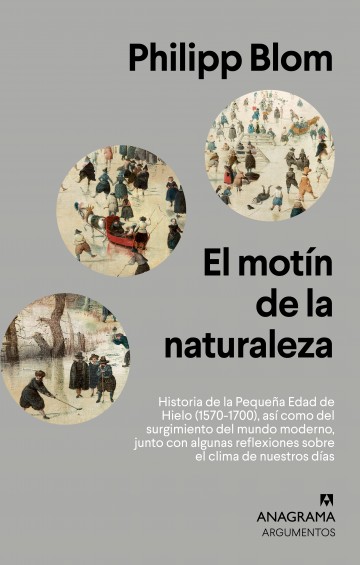 Philipp Blom
El motín
de la
naturaleza
Historia de la Pequeña Edad de
Hielo (1570-1700), así como del
surgimiento del mundo moderno,
junto con algunas reflexiones sobre
el clima de nuestros días
ANAGRAMA
ARGUMENTOS